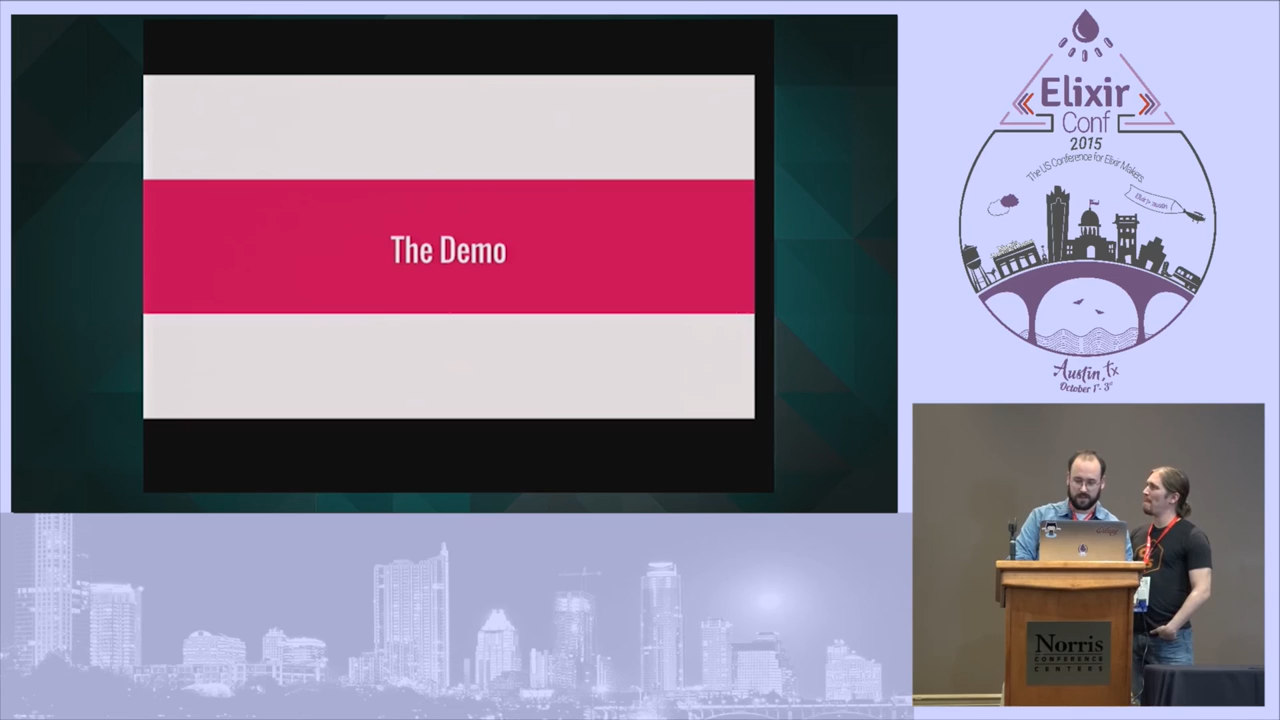 The Demo
Elixir
Conf
2015
The US Conference for Elixir Makers
Austin, TX
October 1st - 3rd
Norris
CONFERENCE
CENTERS